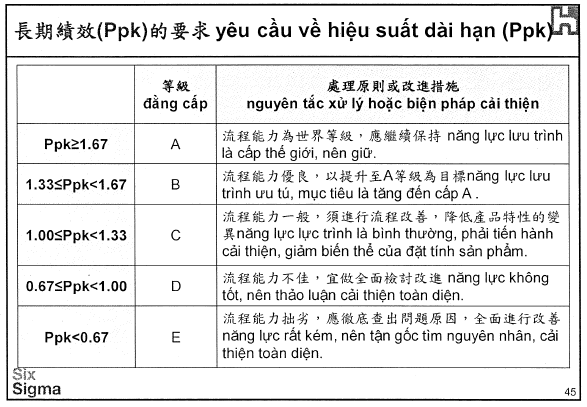 長期績效(Ppk)的要求 yêu cầu về hiệu suất dài hạn (Ppk)
等級
đẳng cấp
處理原則或改進措施
nguyên tắc xử lý hoặc biện pháp cải thiện
Ppk≥1.67
A
流程能力為世界等級，應繼續保持 năng lực lưu trình
là cấp thế giới, nên giữ.
1.33≤Ppk<1.67
B
流程能力優良，以提升至A等級為目標năng lực lưu
trình ưu tú, mục tiêu là tăng đến cấp A .
1.00≤Ppk<1.33
C
流程能力一般，須進行流程改善，降低產品特性的變
異năng lực lực trình là bình thường, phải tiến hành
cải thiện, giảm biến thể của đặt tính sản phẩm.
0.67≤Ppk<1.00
D
流程能力不佳，宜做全面檢討改進 năng lực không
tốt, nên thảo luận cải thiện toàn diện.
Ppk<0.67
E
流程能力拙劣，應徹底查出問題原因，全面進行改善
năng lực rất kém, nên tận gốc tìm nguyên nhân, cải
thiện toàn diện.
Six
Sigma
45